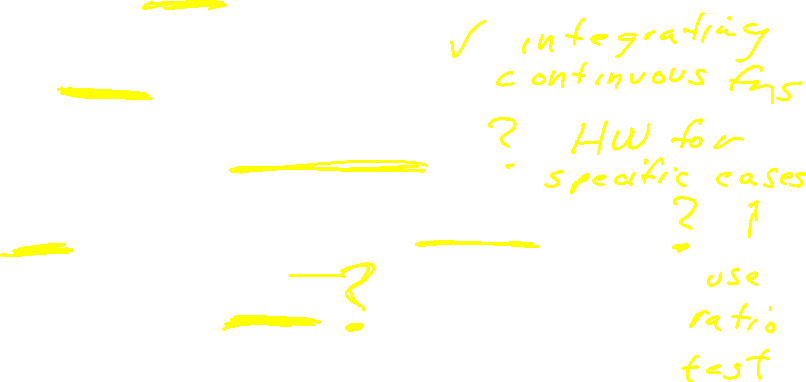 ✓ integrating
continuous fns
? HW for
specific cases
? ↑
use
ratio
test
?